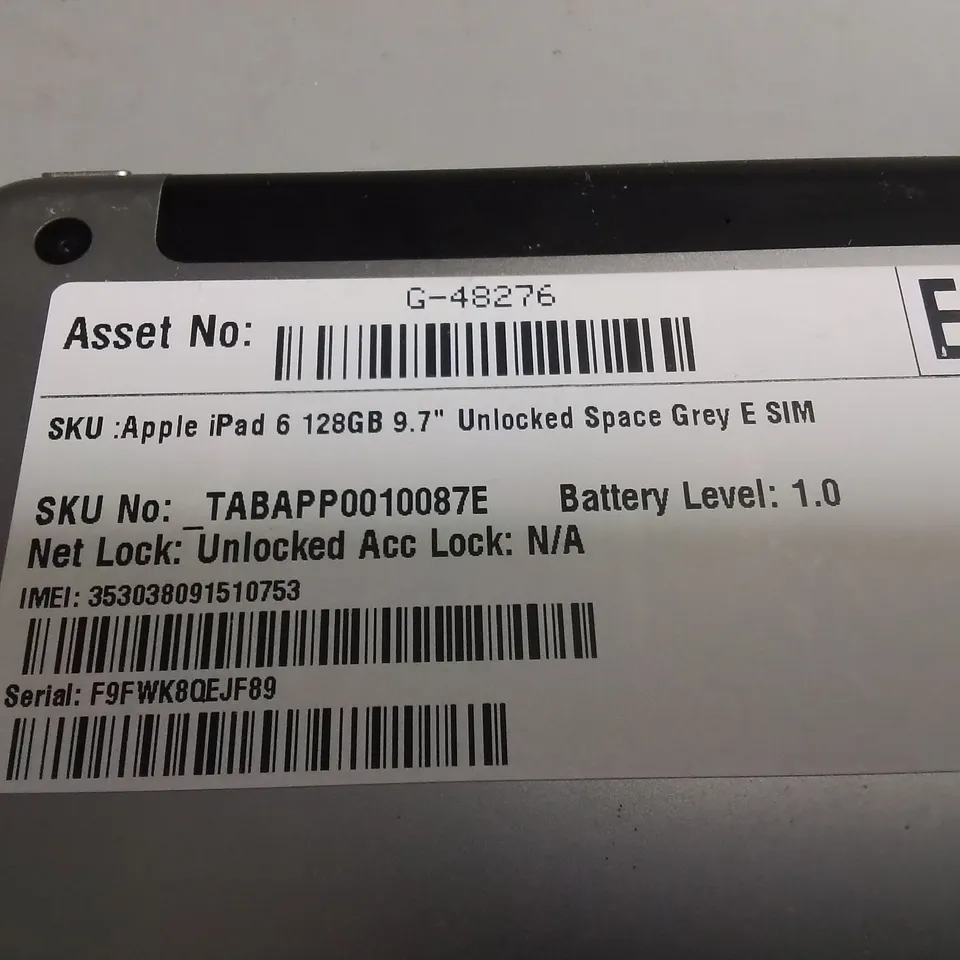 G-48276
Asset No:
E
SKU :Apple iPad 6 128GB 9.7" Unlocked Space Grey E SIM
SKU No: _TABAPP0010087E Battery Level: 1.0
Net Lock: Unlocked Acc Lock: N/A
IMEI: 353038091510753
Serial: F9FWK8QEJF89